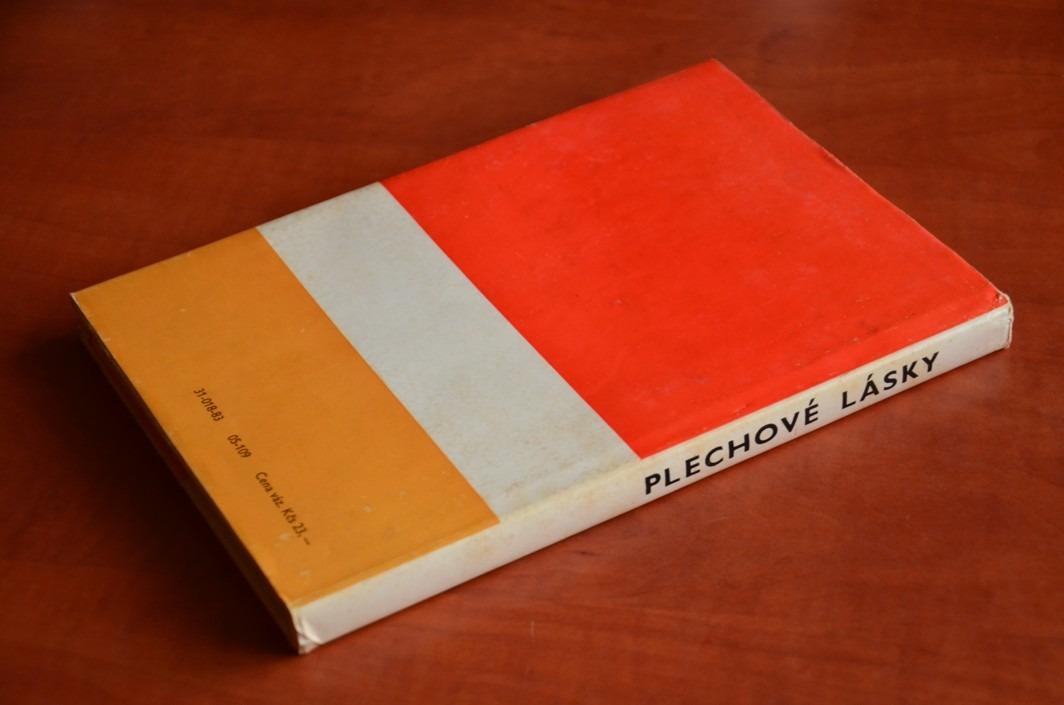 PLECHOVÉ LÁSKY
31-018-83 05-109 Cena váz. Kčs 23,—